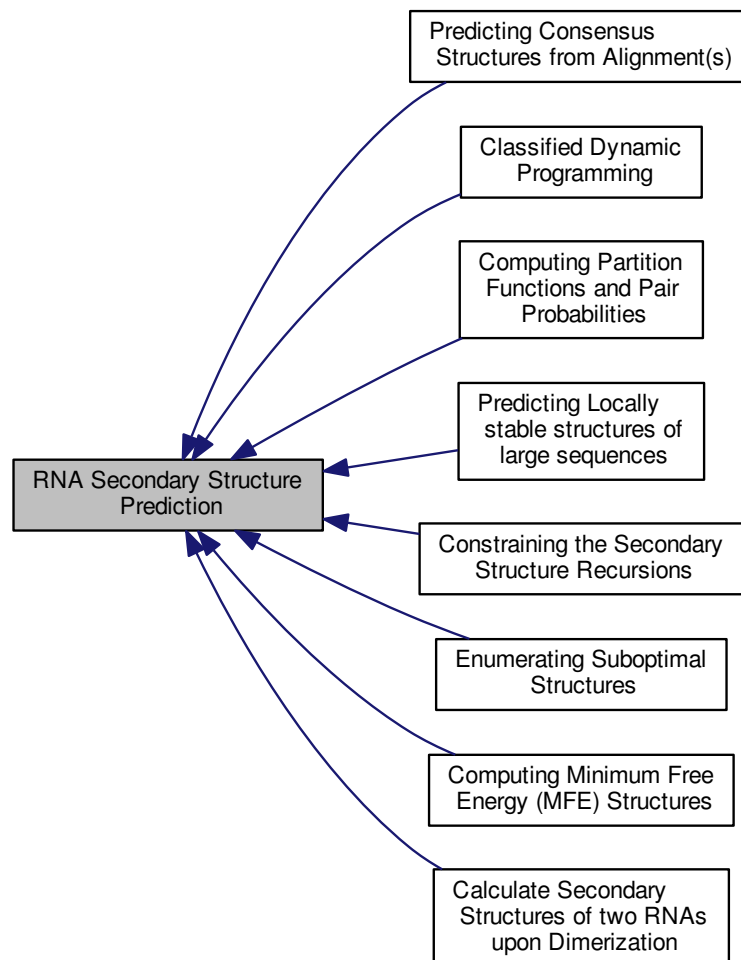 Predicting Consensus
Structures from Alignment(s)
Classified Dynamic
Programming
Computing Partition
Functions and Pair
Probabilities
Predicting Locally
stable structures of
large sequences
RNA Secondary Structure
Prediction
Constraining the Secondary
Structure Recursions
Enumerating Suboptimal
Structures
Computing Minimum Free
Energy (MFE) Structures
Calculate Secondary
Structures of two RNAs
upon Dimerization